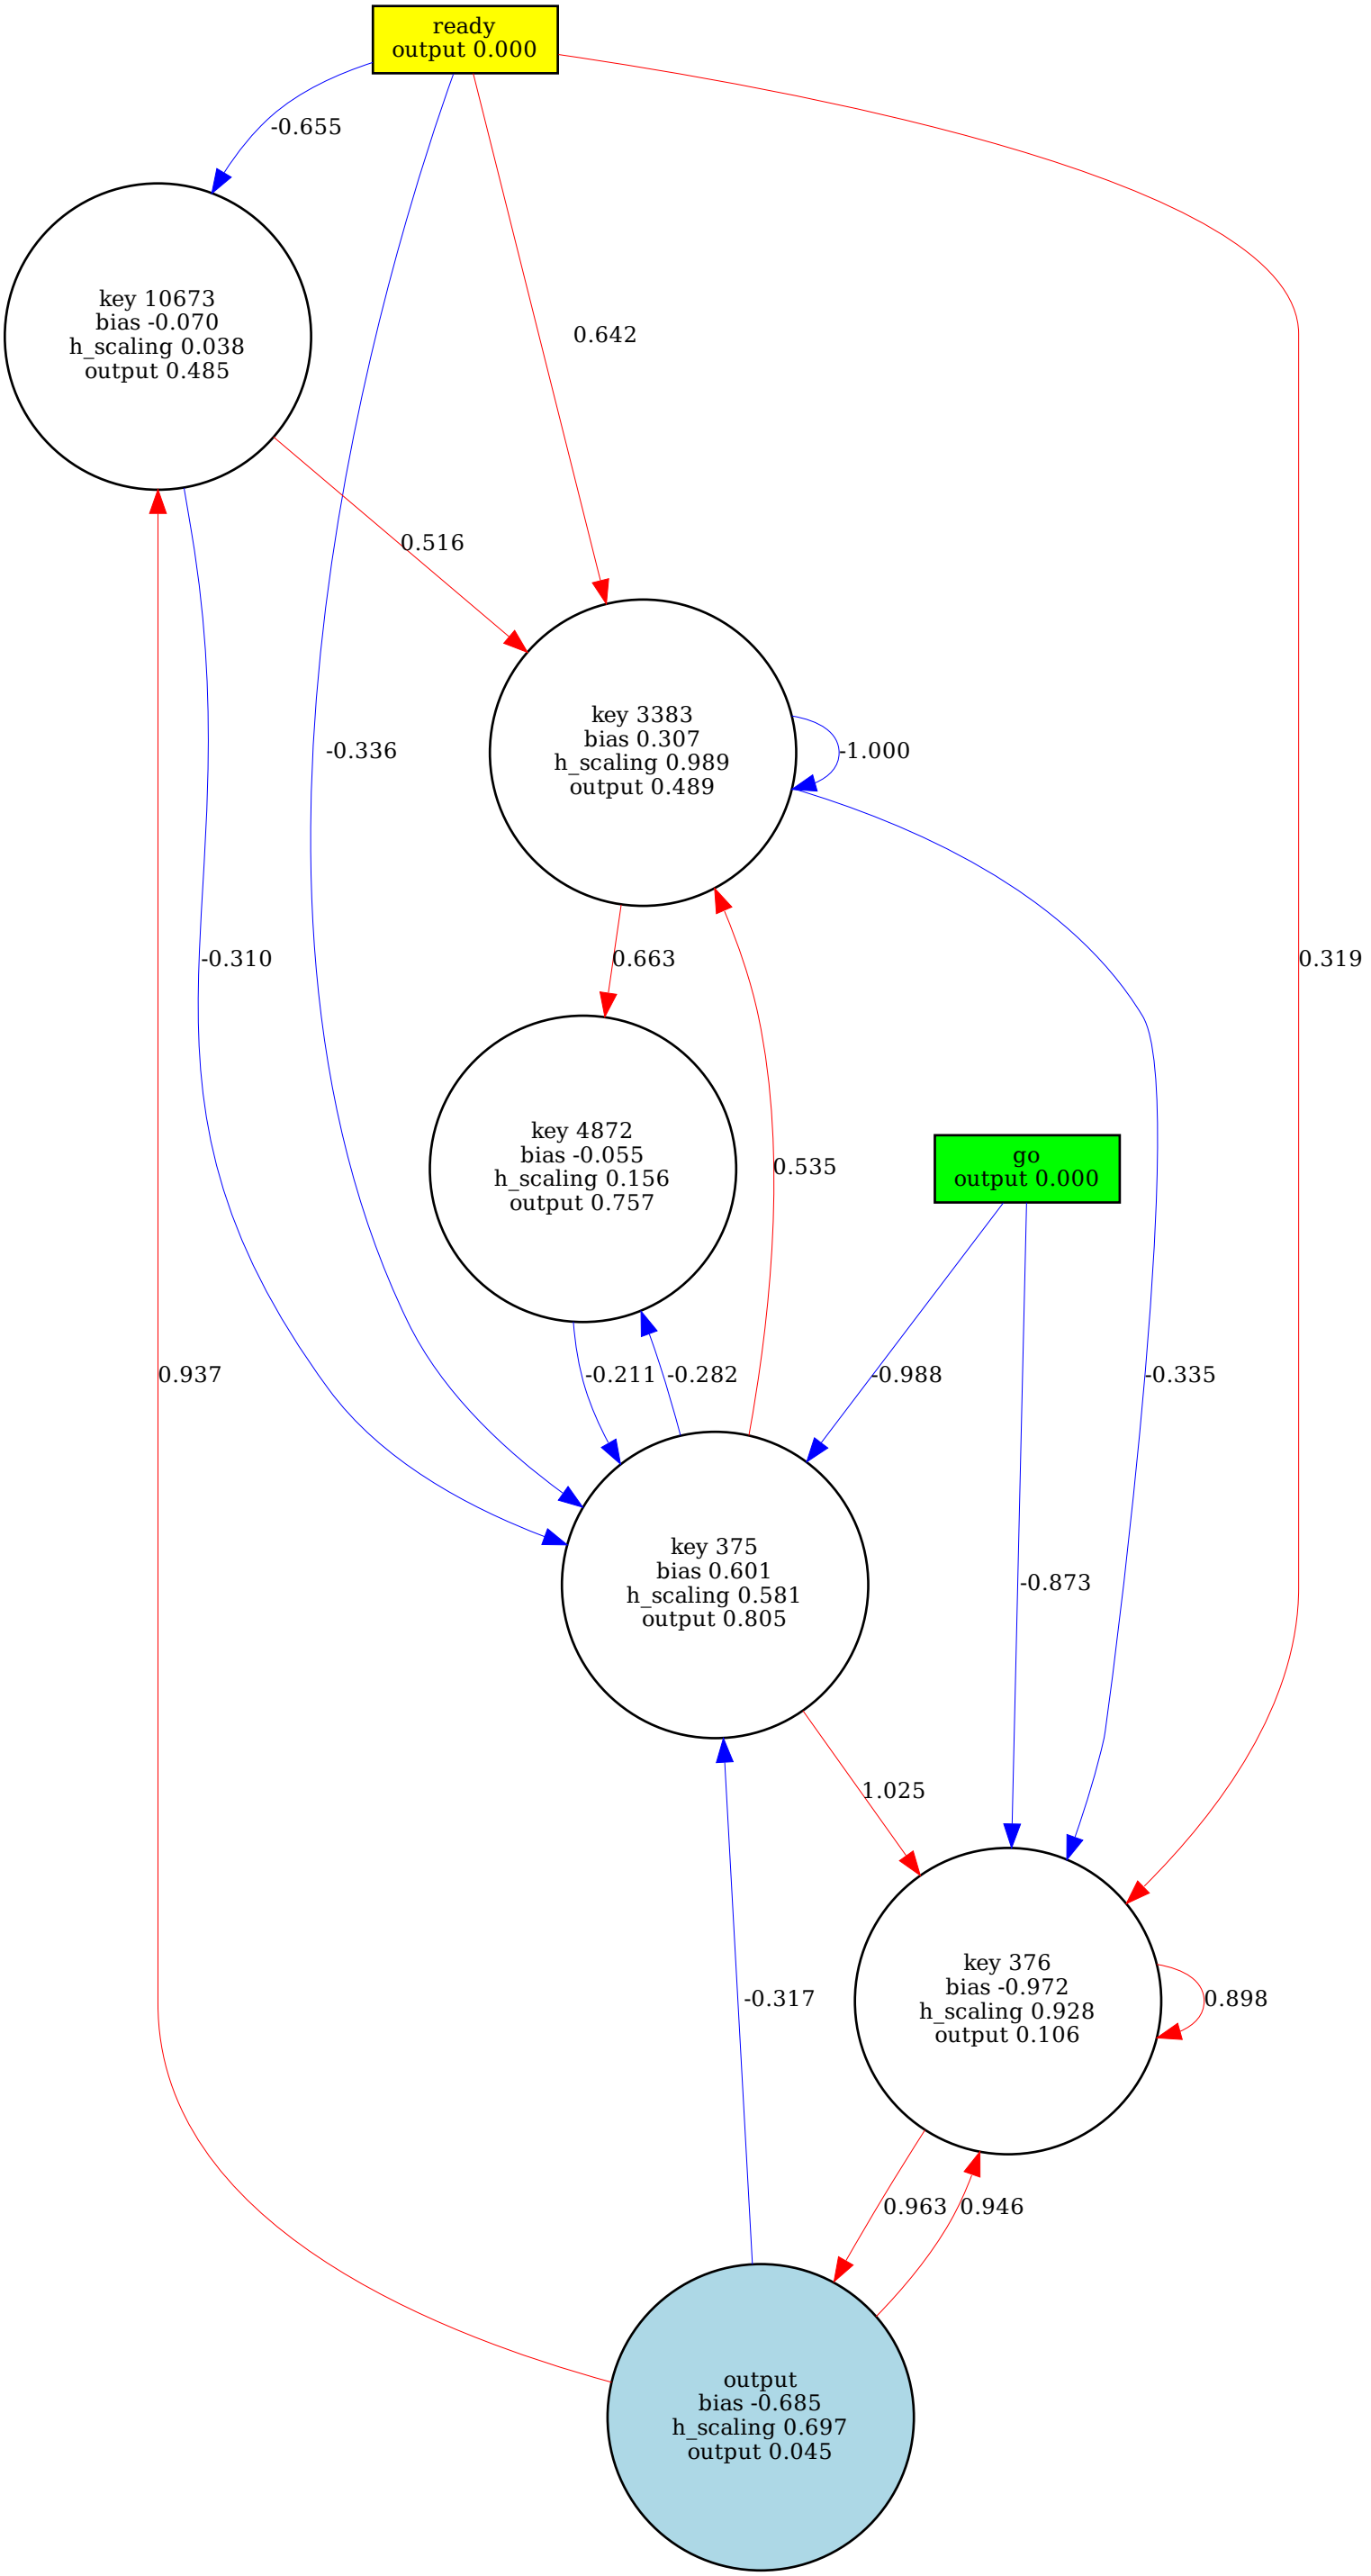 ready
output 0.000
-0.655
key 10673
bias -0.070
h_scaling 0.038
output 0.485
0.642
0.516
key 3383
bias 0.307
h_scaling 0.989
output 0.489
-0.336
-1.000
-0.310
0.663
0.319
key 4872
bias -0.055
h_scaling 0.156
output 0.757
0.535
go
output 0.000
0.937
-0.211
-0.282
-0.988
-0.335
key 375
bias 0.601
h_scaling 0.581
output 0.805
-0.873
1.025
key 376
bias -0.972
h_scaling 0.928
output 0.106
-0.317
0.898
0.963
0.946
output
bias -0.685
h_scaling 0.697
output 0.045